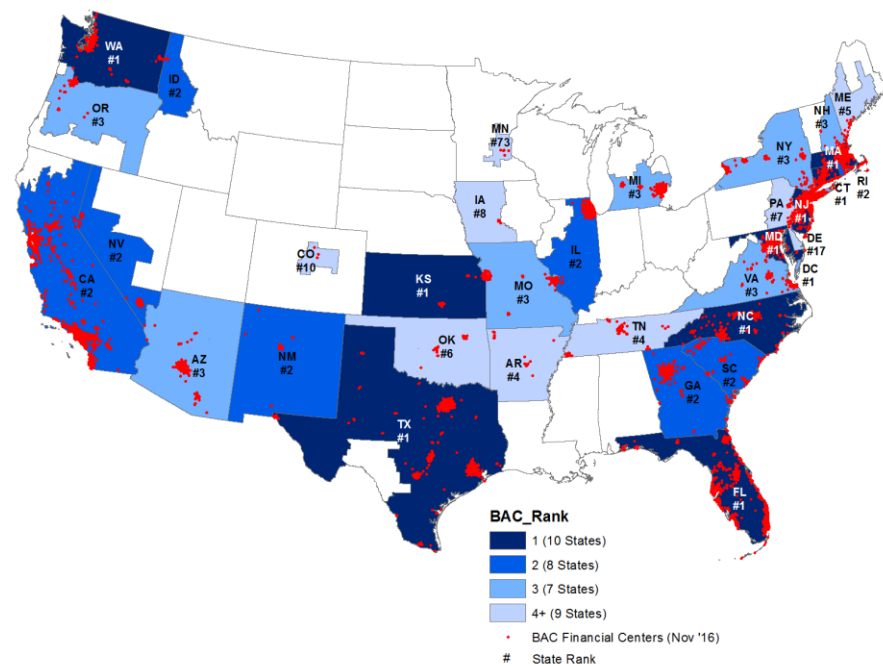 WA
#1
ID
#2
OR
#3
MN
#73
ME
#5
NH
#3
NY
#3
MA
#1
RI
#2
CT
#1
MI
#3
IA
#8
PA
#7
NJ
#1
NV
#2
CO
#10
IL
#2
MD
#1
DE
#17
DC
#1
CA
#2
KS
#1
MO
#3
VA
#3
NC
#1
AZ
#3
NM
#2
OK
#6
AR
#4
TN
#4
SC
#2
GA
#2
TX
#1
FL
#1
BAC_Rank
1 (10 States)
2 (8 States)
3 (7 States)
4+ (9 States)
BAC Financial Centers (Nov '16)
# State Rank